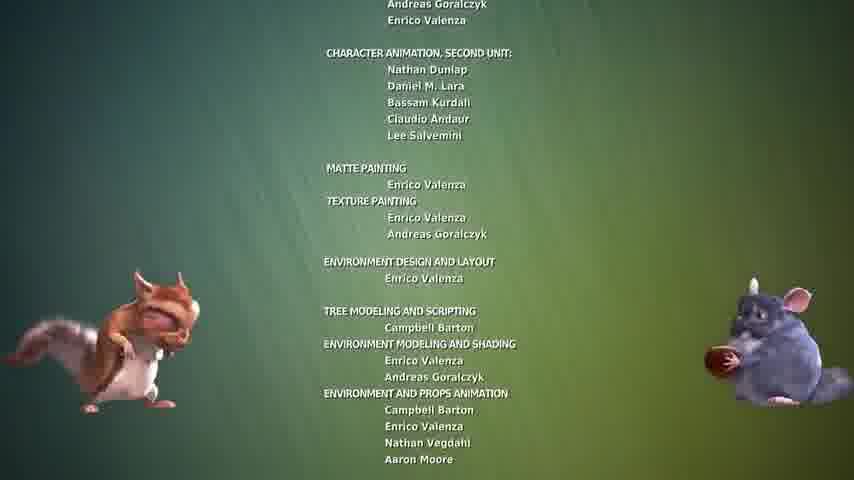 Andreas Goralczyk
Enrico Valenza
CHARACTER ANIMATION, SECOND UNIT:
Nathan Dunlap
Daniel M. Lara
Bassam Kurdali
Claudio Andaur
Lee Salvemini
MATTE PAINTING
Enrico Valenza
TEXTURE PAINTING
Enrico Valenza
Andreas Goralczyk
ENVIRONMENT DESIGN AND LAYOUT
Enrico Valenza
TREE MODELING AND SCRIPTING
Campbell Barton
ENVIRONMENT MODELING AND SHADING
Enrico Valenza
Andreas Goralczyk
ENVIRONMENT AND PROPS ANIMATION
Campbell Barton
Enrico Valenza
Nathan Vegdahl
Aaron Moore